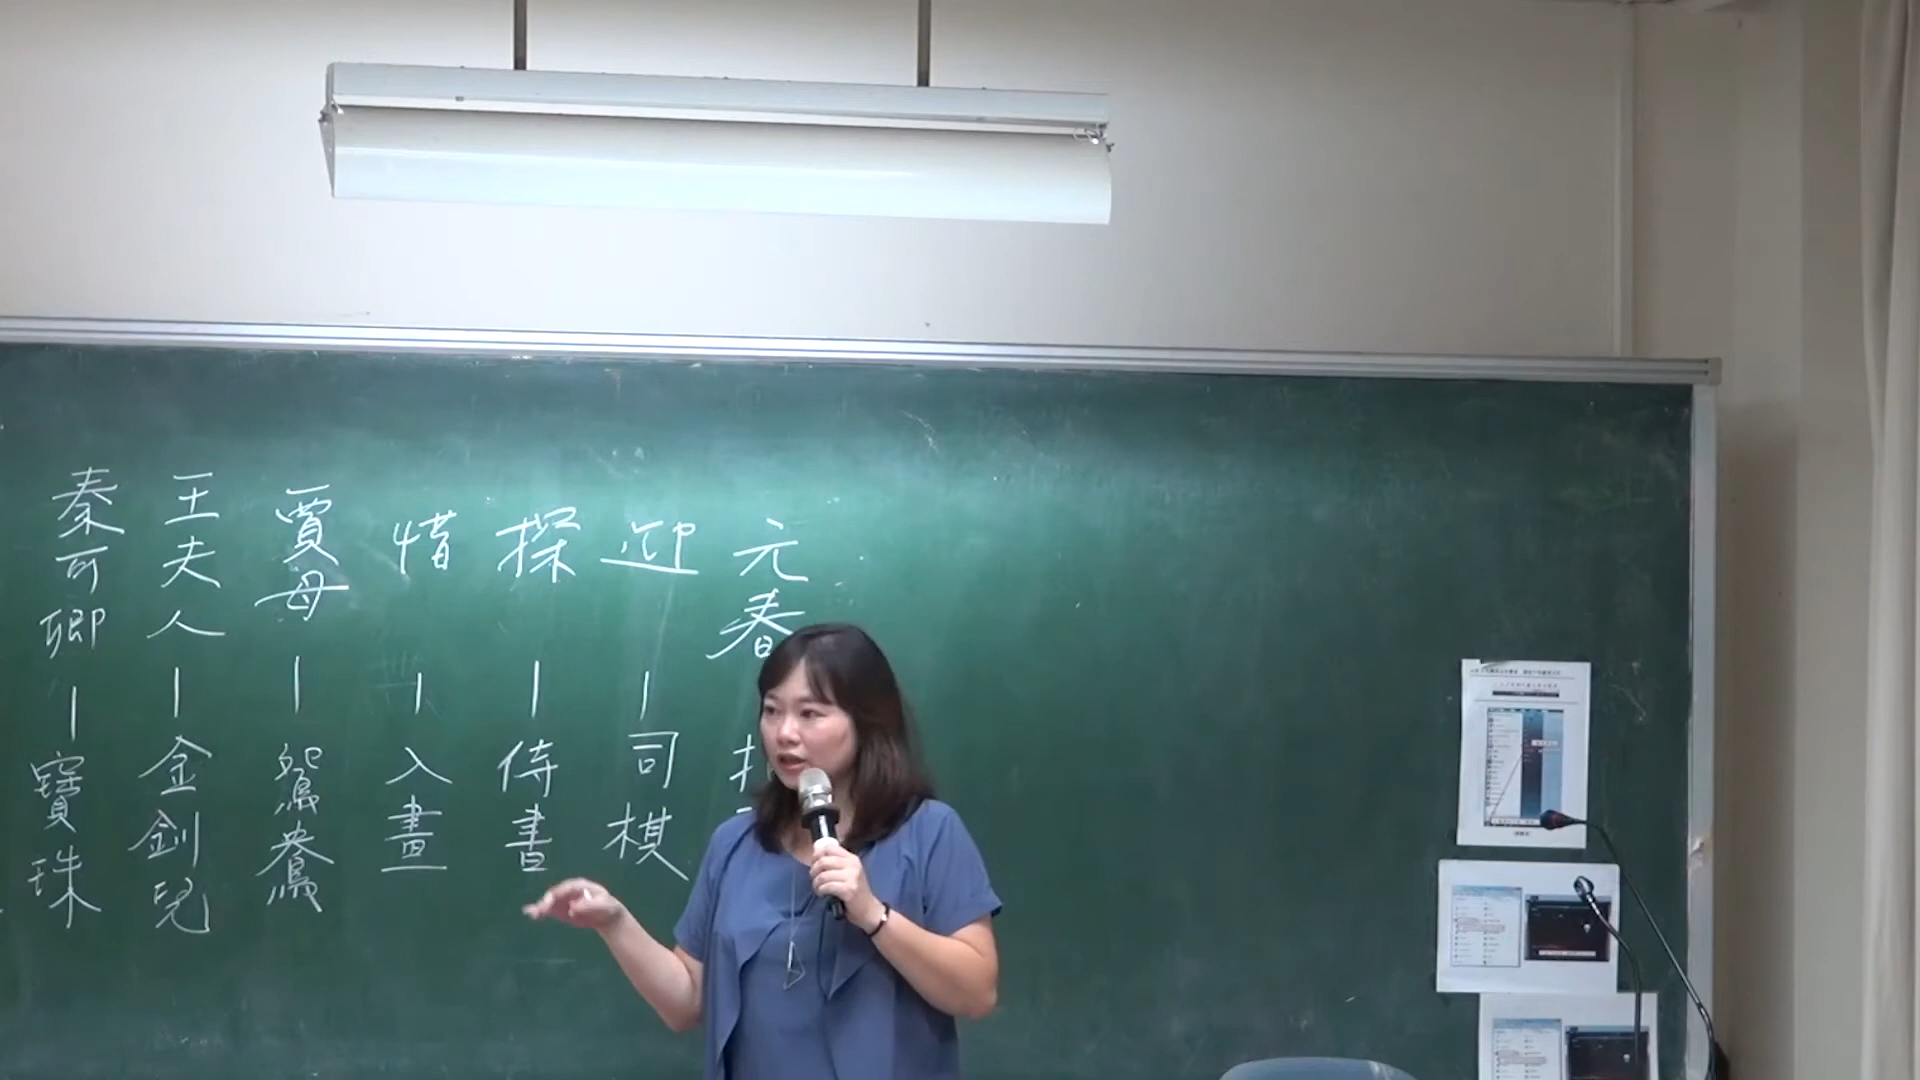 元春
迎｜司棋
探｜侍書
惜｜入畫
賈母｜鴛鴦
王夫人｜金釧兒
秦可卿｜寶珠